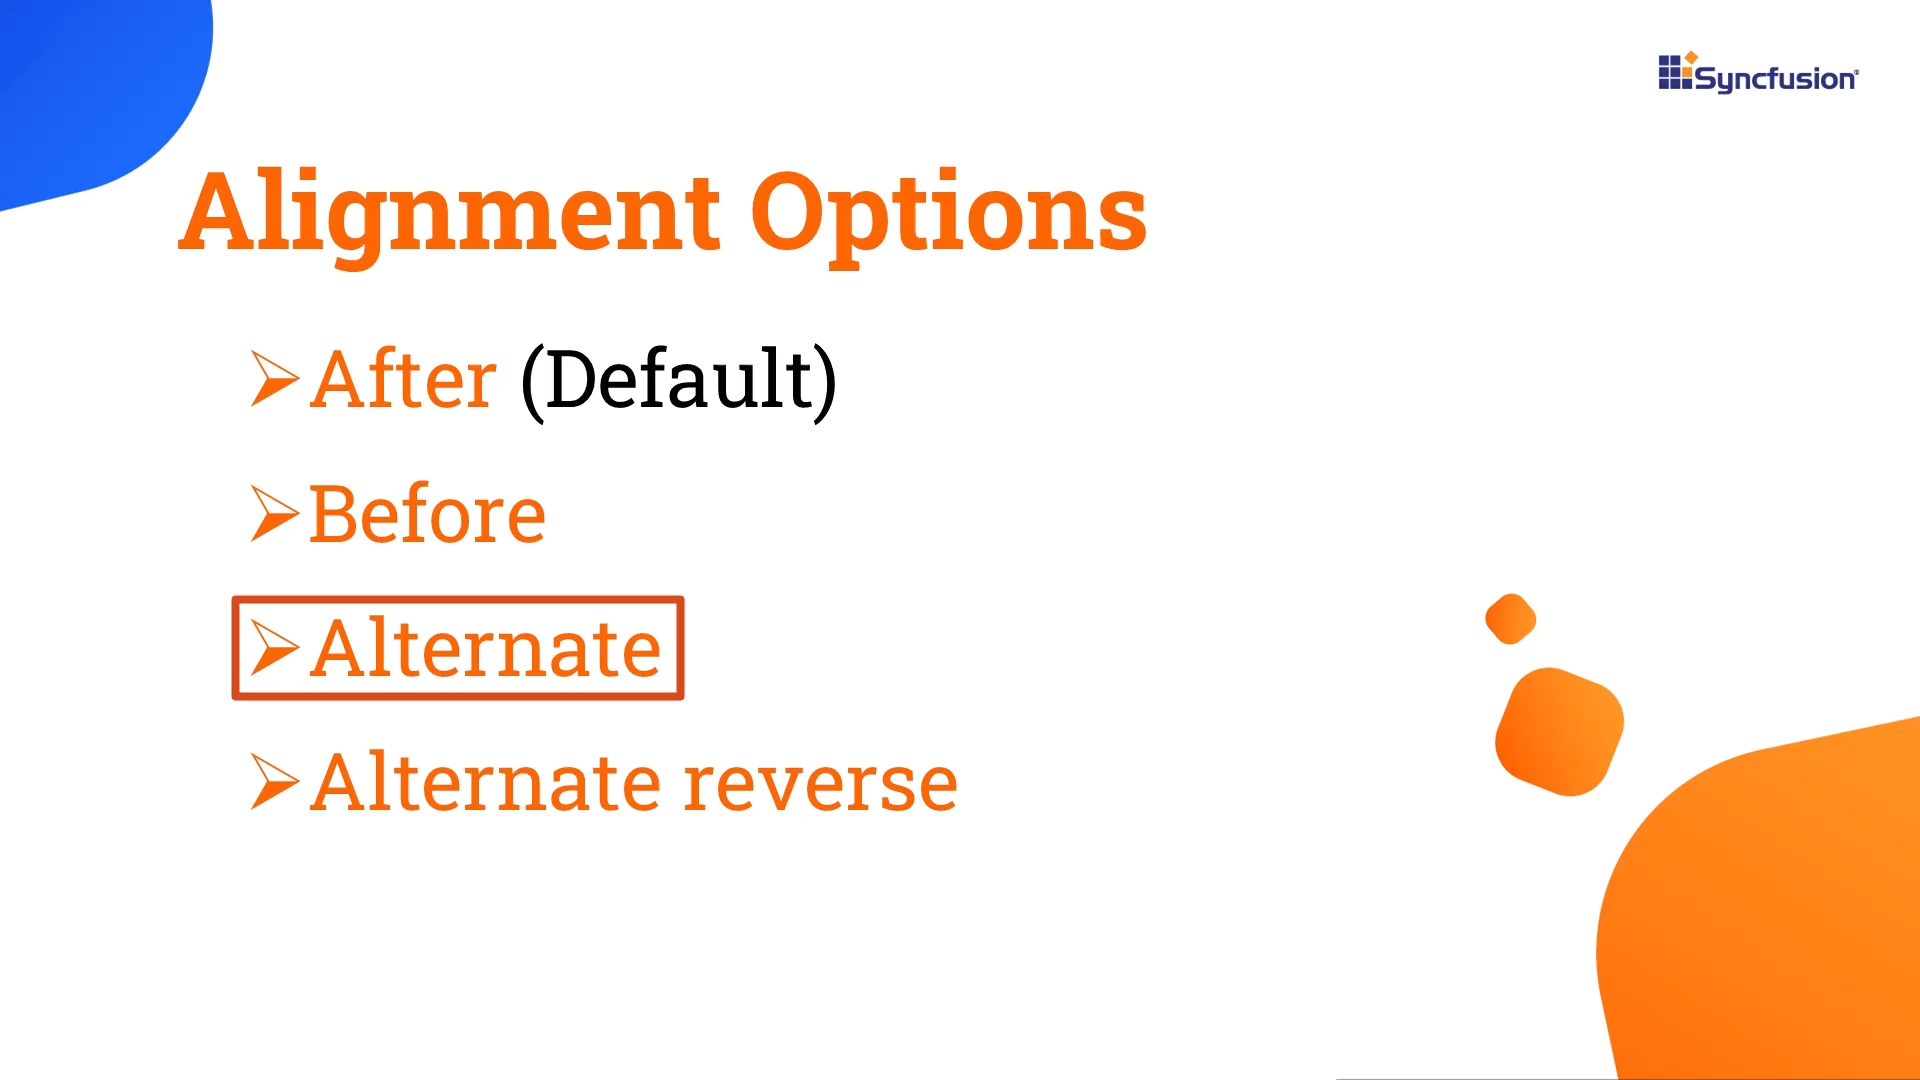 Syncfusion®
Alignment Options
➢After (Default)
➢Before
➢Alternate
➢Alternate reverse